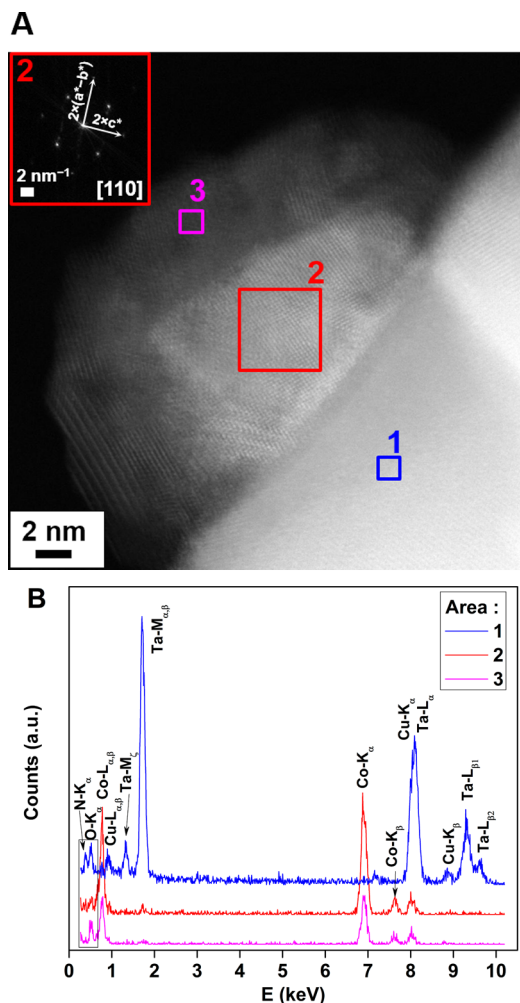 A
2
2×(a*−b*)
2×c*
2 nm⁻¹
[110]
3
2
1
2 nm
B
Area :
1
2
3
Ta-Mα,β
N-Kα
O-Kα
Co-Lα,β
Cu-Lα,β
Ta-Mζ
Co-Kα
Co-Kβ
Cu-Kα
Ta-Lα
Cu-Kβ
Ta-Lβ1
Ta-Lβ2
Counts (a.u.)
0 1 2 3 4 5 6 7 8 9 10
E (keV)